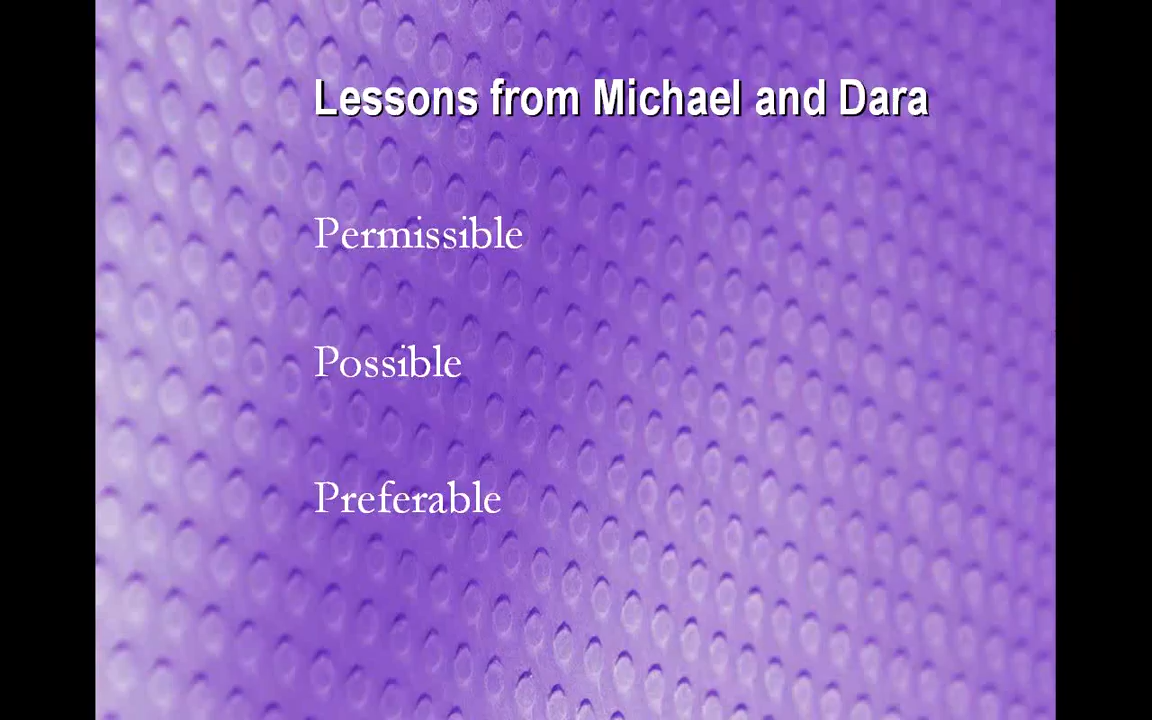 Lessons from Michael and Dara
Permissible
Possible
Preferable